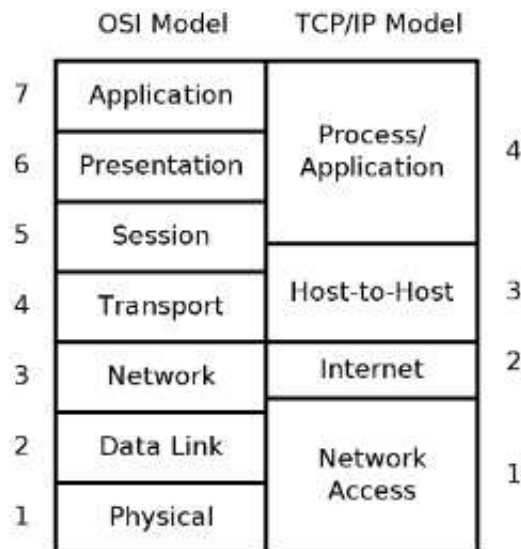 OSI Model TCP/IP Model
7 Application
Process/
Application 4
6 Presentation
5 Session
Host-to-Host 3
4 Transport
3 Network
Internet 2
2 Data Link
Network
Access 1
1 Physical